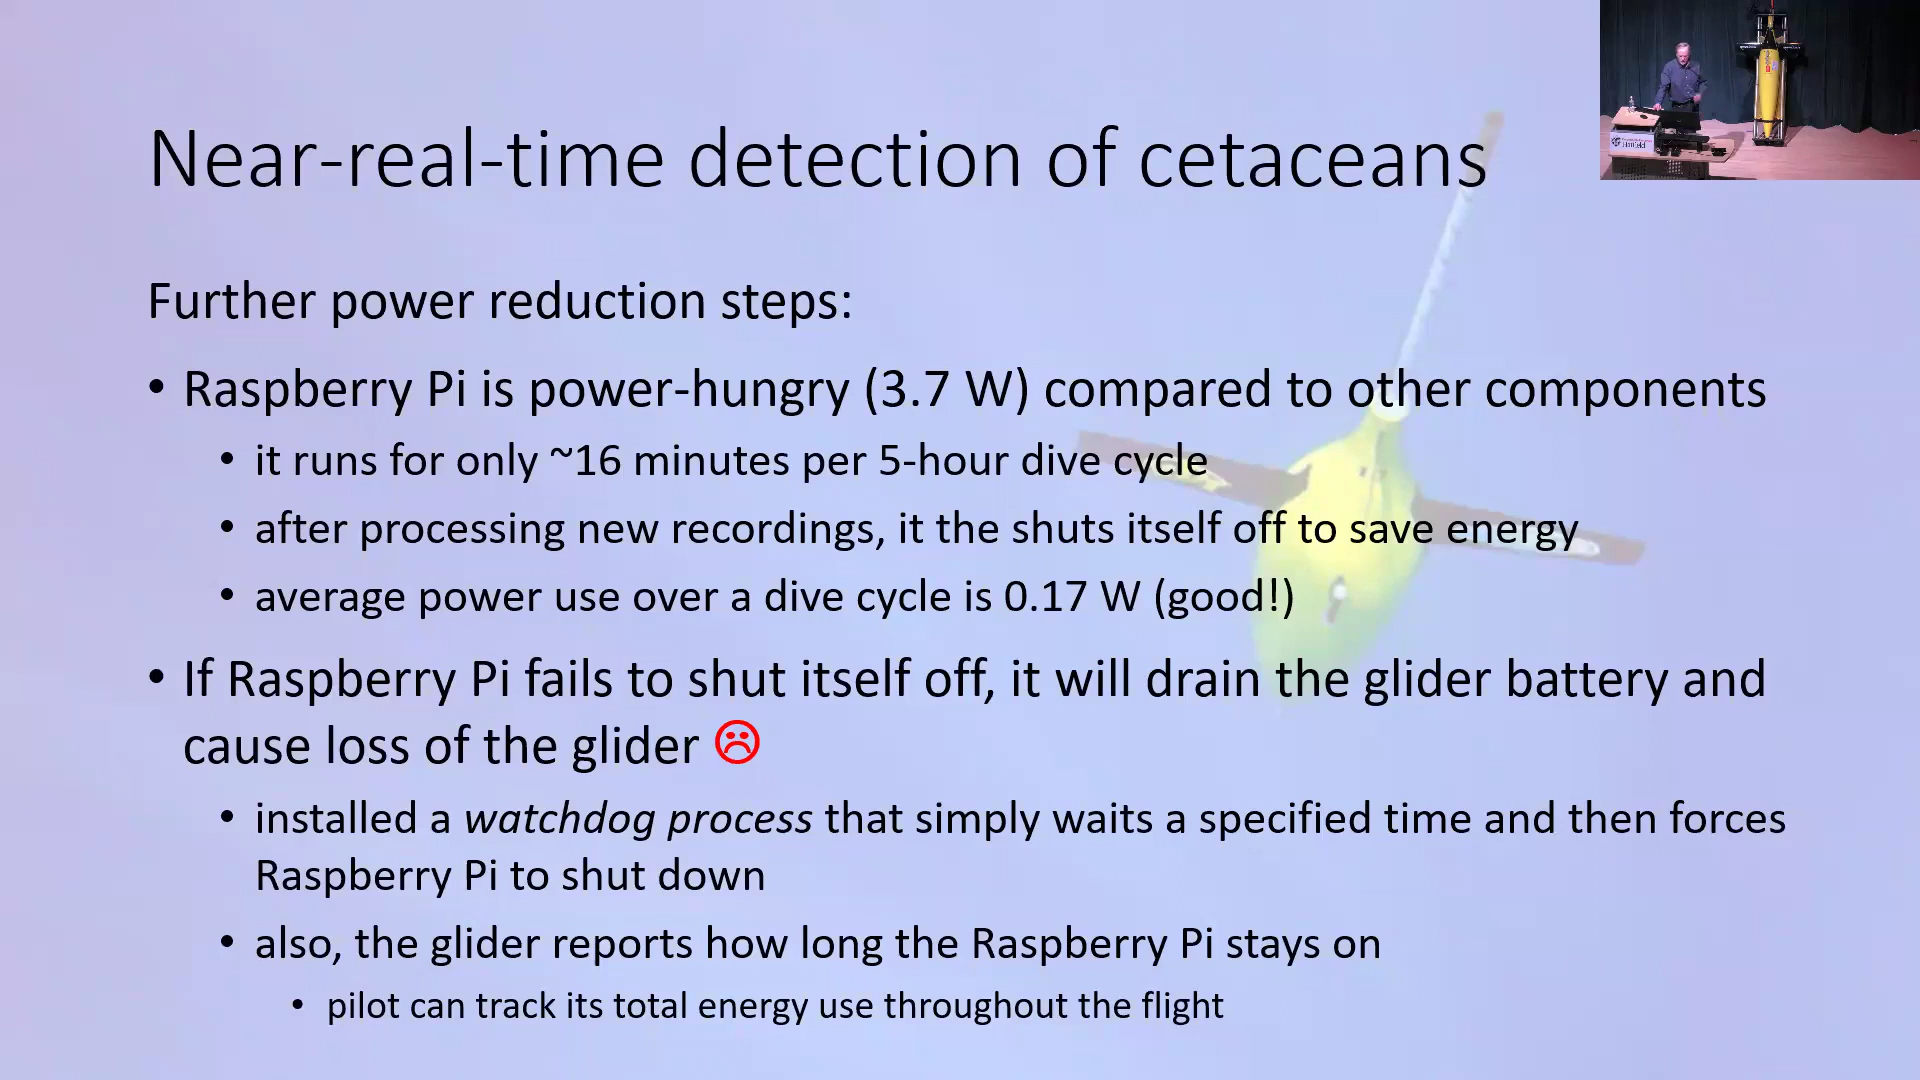 Near-real-time detection of cetaceans
Further power reduction steps:
• Raspberry Pi is power-hungry (3.7 W) compared to other components
• it runs for only ~16 minutes per 5-hour dive cycle
• after processing new recordings, it the shuts itself off to save energy
• average power use over a dive cycle is 0.17 W (good!)
• If Raspberry Pi fails to shut itself off, it will drain the glider battery and
cause loss of the glider ☹
• installed a watchdog process that simply waits a specified time and then forces
Raspberry Pi to shut down
• also, the glider reports how long the Raspberry Pi stays on
• pilot can track its total energy use throughout the flight